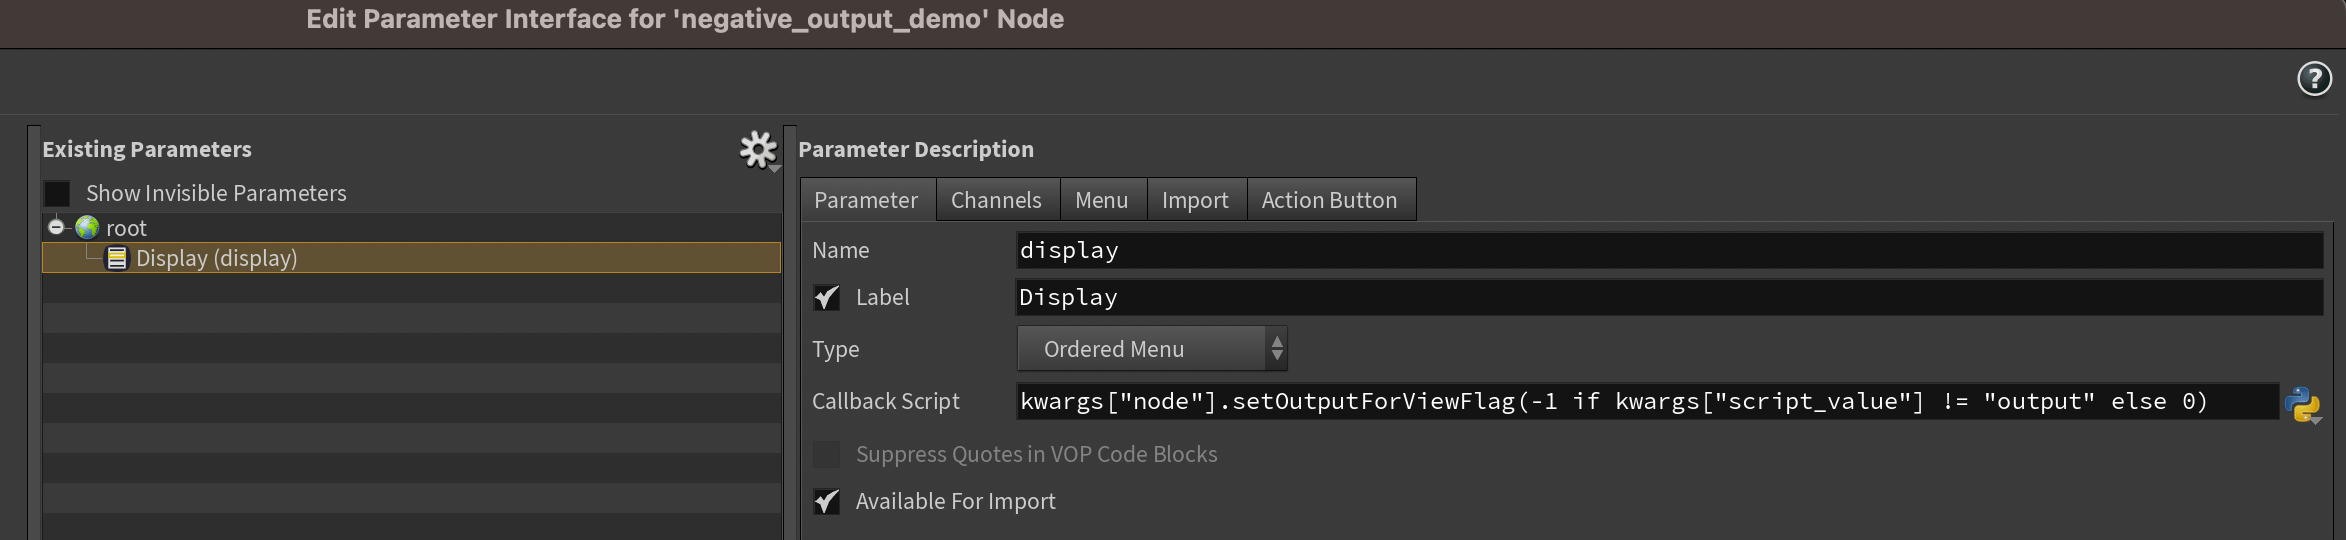 Edit Parameter Interface for 'negative_output_demo' Node
?
Existing Parameters
Show Invisible Parameters
root
Display (display)
Parameter Description
Parameter Channels Menu Import Action Button
Name display
Label Display
Type Ordered Menu
Callback Script kwargs["node"].setOutputForViewFlag(-1 if kwargs["script_value"] != "output" else 0)
Suppress Quotes in VOP Code Blocks
Available For Import